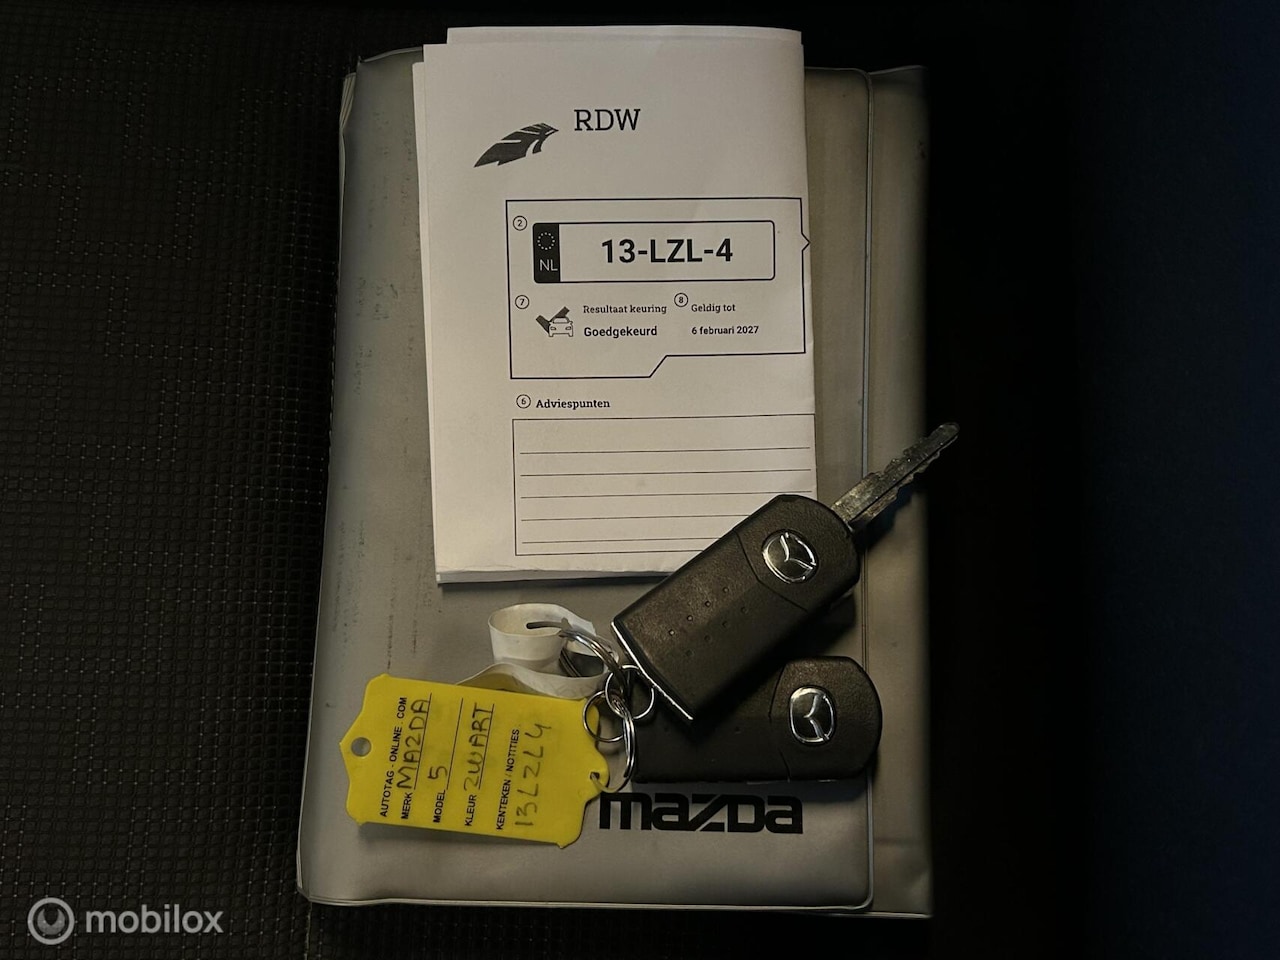 RDW
2
NL
13-LZL-4
7
Resultaat keuring
Goedgekeurd
8
Geldig tot
6 februari 2027
6 Adviespunten
AUTOTAG-ONLINE.COM
MERK MAZDA
MODEL 5
KLEUR ZWART
KENTEKEN / NOTITIES
13LZL4
mazda
mobilox